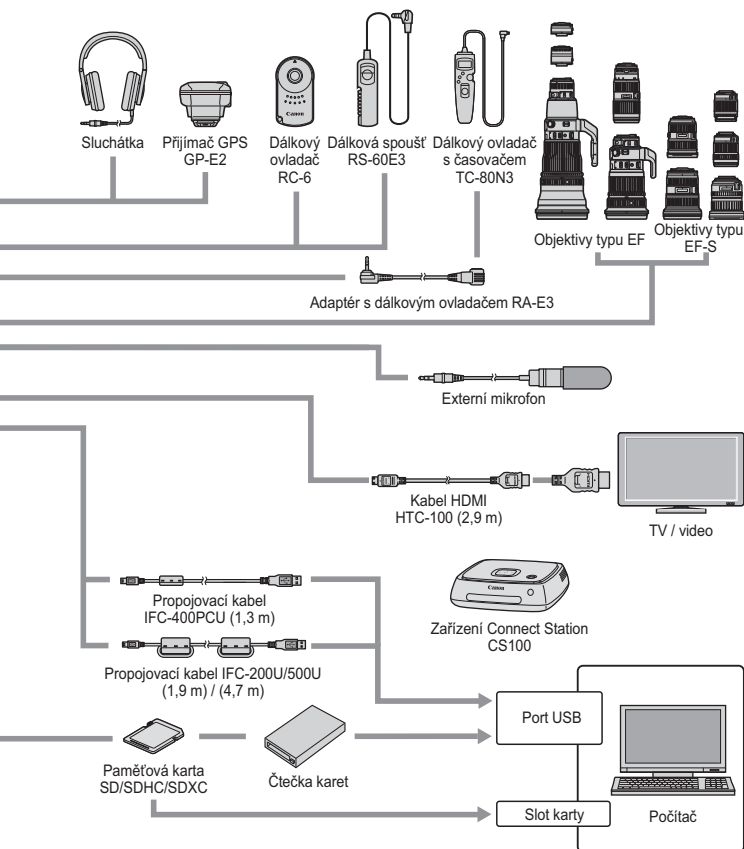 Sluchátka
Přijímač GPS
GP-E2
Dálkový
ovladač
RC-6
Dálková spoušť
RS-60E3
Dálkový ovladač
s časovačem
TC-80N3
Objektivy typu EF
Objektivy typu
EF-S
Canon
Adaptér s dálkovým ovladačem RA-E3
Externí mikrofon
Kabel HDMI
HTC-100 (2,9 m)
TV / video
Propojovací kabel
IFC-400PCU (1,3 m)
Canon
Zařízení Connect Station
CS100
Propojovací kabel IFC-200U/500U
(1,9 m) / (4,7 m)
Port USB
Paměťová karta
SD/SDHC/SDXC
Čtečka karet
Slot karty
Počítač